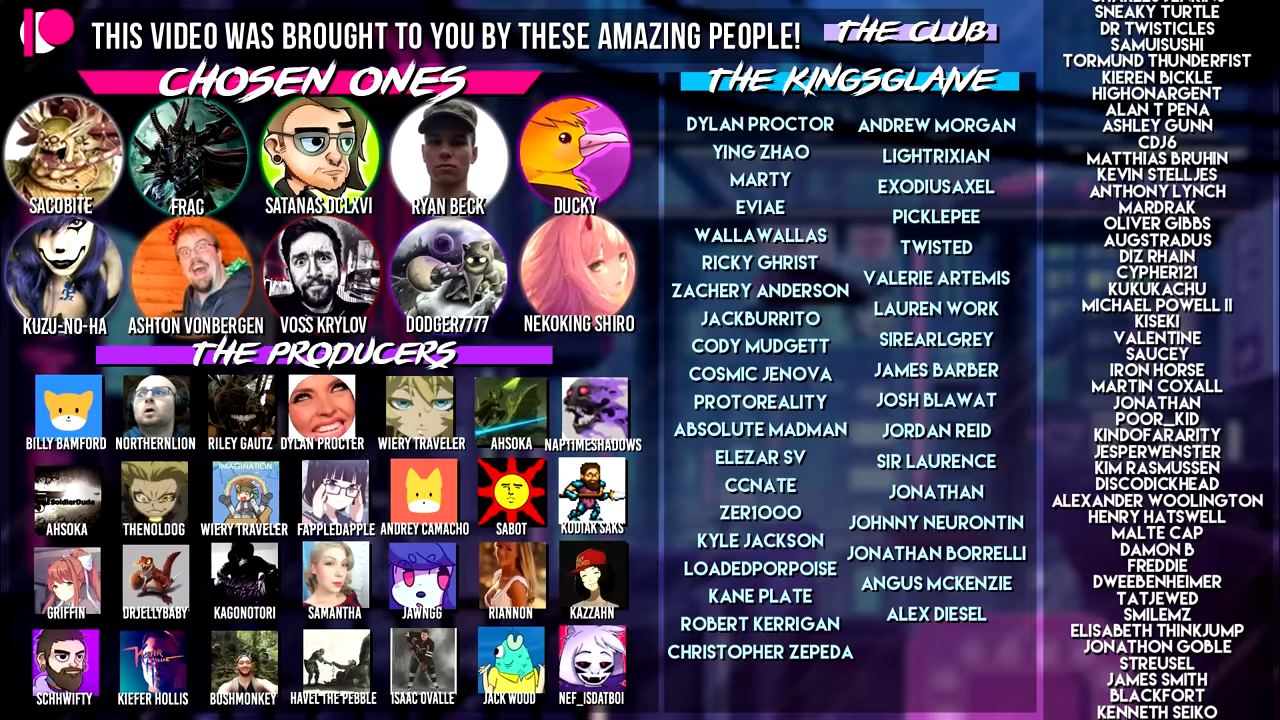 THIS VIDEO WAS BROUGHT TO YOU BY THESE AMAZING PEOPLE!
CHOSEN ONES
SACOBITE
FRAG
SATANAS DCLXVI
RYAN BECK
DUCKY
KUZU-NO-HA
ASHTON VONBERGEN
VOSS KRYLOV
DODGER7777
NEKOKING SHIRO
THE PRODUCERS
BILLY BAMFORD
NORTHERNLION
RILEY GAUTZ
DYLAN PROCTER
WIERY TRAVELER
AHSOKA
NAPTIMESHADOWS
SoldierDude
IMAGINATION
AHSOKA
THENOLDOG
WIERY TRAVELER
FAPPLEDAPPLE
ANDREY CAMACHO
SABOT
KODIAK SAKS
GRIFFIN
DRJELLYBABY
KAGONOTORI
SAMANTHA
JAWNGG
RIANNON
KAZZAHN
SCHHWIFTY
KIEFER HOLLIS
BUSHMONKEY
HAVEL THE PEBBLE
ISAAC OVALLE
JACK WOOD
NEF_ISDATBOI
THE KINGSGLAIVE
DYLAN PROCTOR
YING ZHAO
MARTY
EVIAE
WALLAWALLAS
RICKY GHRIST
ZACHERY ANDERSON
JACKBURRITO
CODY MUDGETT
COSMIC JENOVA
PROTOREALITY
ABSOLUTE MADMAN
ELEZAR SV
CCNATE
ZER1OOO
KYLE JACKSON
LOADEDPORPOISE
KANE PLATE
ROBERT KERRIGAN
CHRISTOPHER ZEPEDA
ANDREW MORGAN
LIGHTRIXIAN
EXODIUSAXEL
PICKLEPEE
TWISTED
VALERIE ARTEMIS
LAUREN WORK
SIREARLGREY
JAMES BARBER
JOSH BLAWAT
JORDAN REID
SIR LAURENCE
JONATHAN
JOHNNY NEURONTIN
JONATHAN BORRELLI
ANGUS MCKENZIE
ALEX DIESEL
THE CLUB
SNEAKY TURTLE
DR TWISTICLES
SAMUISUSHI
TORMUND THUNDERFIST
KIEREN BICKLE
HIGHONARGENT
ALAN T PENA
ASHLEY GUNN
CDJ6
MATTHIAS BRUHIN
KEVIN STELLJES
ANTHONY LYNCH
MARDRAK
OLIVER GIBBS
AUGSTRADUS
DIZ RHAIN
CYPHER121
KUKUKACHU
MICHAEL POWELL II
KISEKI
VALENTINE
SAUCEY
IRON HORSE
MARTIN COXALL
JONATHAN
POOR_KID
KINDOFARARITY
JESPERWENSTER
KIM RASMUSSEN
DISCODICKHEAD
ALEXANDER WOOLINGTON
HENRY HATSWELL
MALTE CAP
DAMON B
FREDDIE
DWEEBENHEIMER
TATJEWED
SMILEMZ
ELISABETH THINKJUMP
JONATHON GOBLE
STREUSEL
JAMES SMITH
BLACKFORT
KENNETH SEIKO